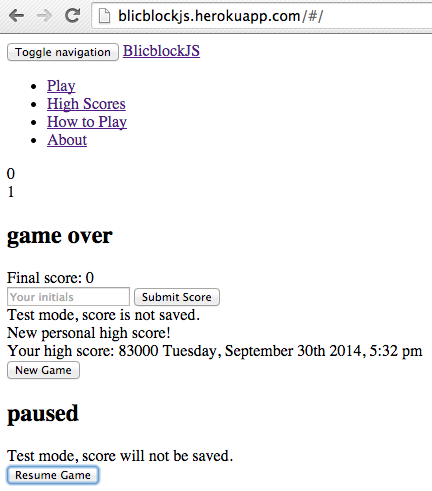 blicblockjs.herokuapp.com/#/
Toggle navigation BlicblockJS
Play
High Scores
How to Play
About
0
1
game over
Final score: 0
Your initials Submit Score
Test mode, score is not saved.
New personal high score!
Your high score: 83000 Tuesday, September 30th 2014, 5:32 pm
New Game
paused
Test mode, score will not be saved.
Resume Game